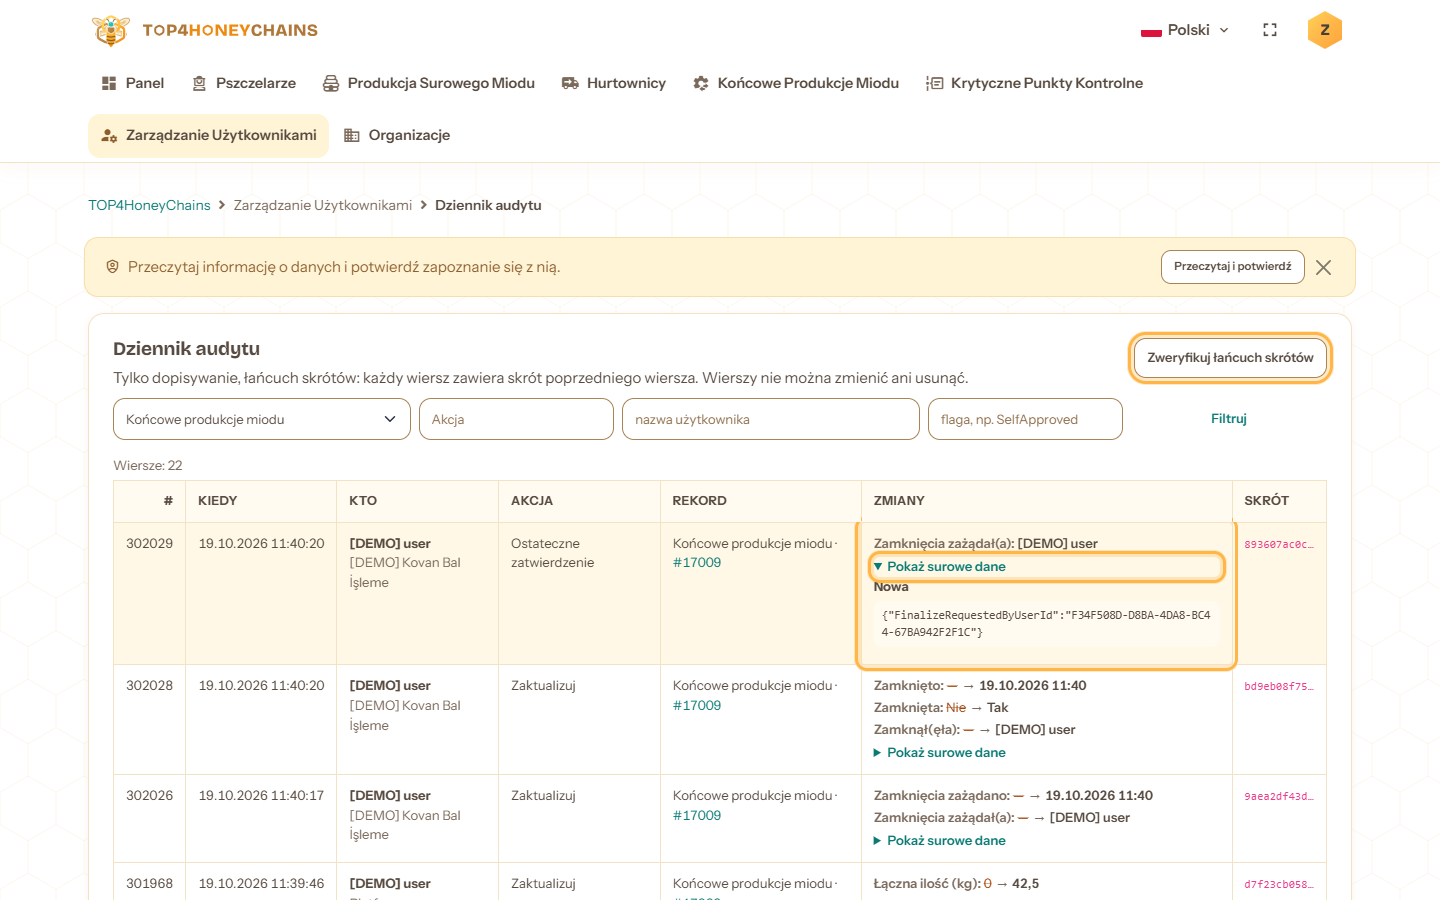 TOP4HONEYCHAINS
Polski
Z
Panel
Pszczelarze
Produkcja Surowego Miodu
Hurtownicy
Końcowe Produkcje Miodu
Krytyczne Punkty Kontrolne
Zarządzanie Użytkownikami
Organizacje
TOP4HoneyChains > Zarządzanie Użytkownikami > Dziennik audytu
Przeczytaj informację o danych i potwierdź zapoznanie się z nią.
Przeczytaj i potwierdź
Dziennik audytu
Zweryfikuj łańcuch skrótów
Tylko dopisywanie, łańcuch skrótów: każdy wiersz zawiera skrót poprzedniego wiersza. Wierszy nie można zmienić ani usunąć.
Końcowe produkcje miodu
Akcja
nazwa użytkownika
flaga, np. SelfApproved
Filtruj
Wiersze: 22
# KIEDY KTO AKCJA REKORD ZMIANY SKRÓT
302029
19.10.2026 11:40:20
[DEMO] user
[DEMO] Kovan Bal
İşleme
Ostateczne
zatwierdzenie
Końcowe produkcje miodu ·
#17009
Zamknięcia zażądał(a): [DEMO] user
▼ Pokaż surowe dane
Nowa
{"FinalizeRequestedByUserId":"F34F508D-D8BA-4DA8-BC4
4-67BA942F2F1C"}
893607ac0c…
302028
19.10.2026 11:40:20
[DEMO] user
[DEMO] Kovan Bal
İşleme
Zaktualizuj
Końcowe produkcje miodu ·
#17009
Zamknięto: — → 19.10.2026 11:40
Zamknięta: Nie → Tak
Zamknął(ęła): — → [DEMO] user
▶ Pokaż surowe dane
bd9eb08f75…
302026
19.10.2026 11:40:17
[DEMO] user
[DEMO] Kovan Bal
İşleme
Zaktualizuj
Końcowe produkcje miodu ·
#17009
Zamknięcia zażądano: — → 19.10.2026 11:40
Zamknięcia zażądał(a): — → [DEMO] user
▶ Pokaż surowe dane
9aea2df43d…
301968
19.10.2026 11:39:46
[DEMO] user
Zaktualizuj
Końcowe produkcje miodu ·
Łączna ilość (kg): 0 → 42,5
d7f23cb058…